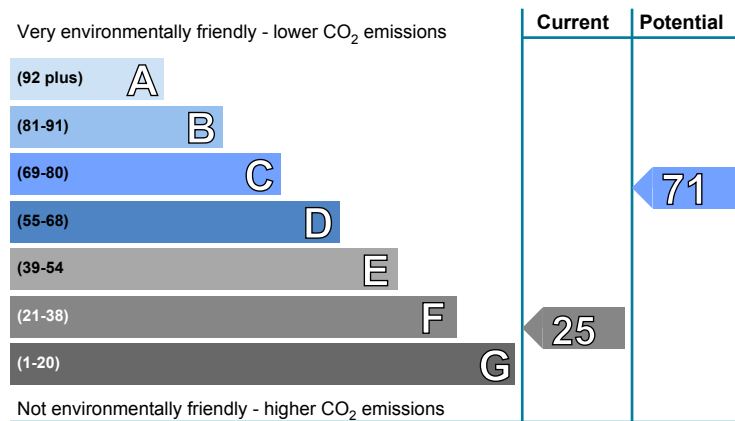 Current Potential
Very environmentally friendly - lower CO2 emissions
(92 plus) A
(81-91) B
(69-80) C
71
(55-68) D
(39-54 E
(21-38) F
25
(1-20) G
Not environmentally friendly - higher CO2 emissions